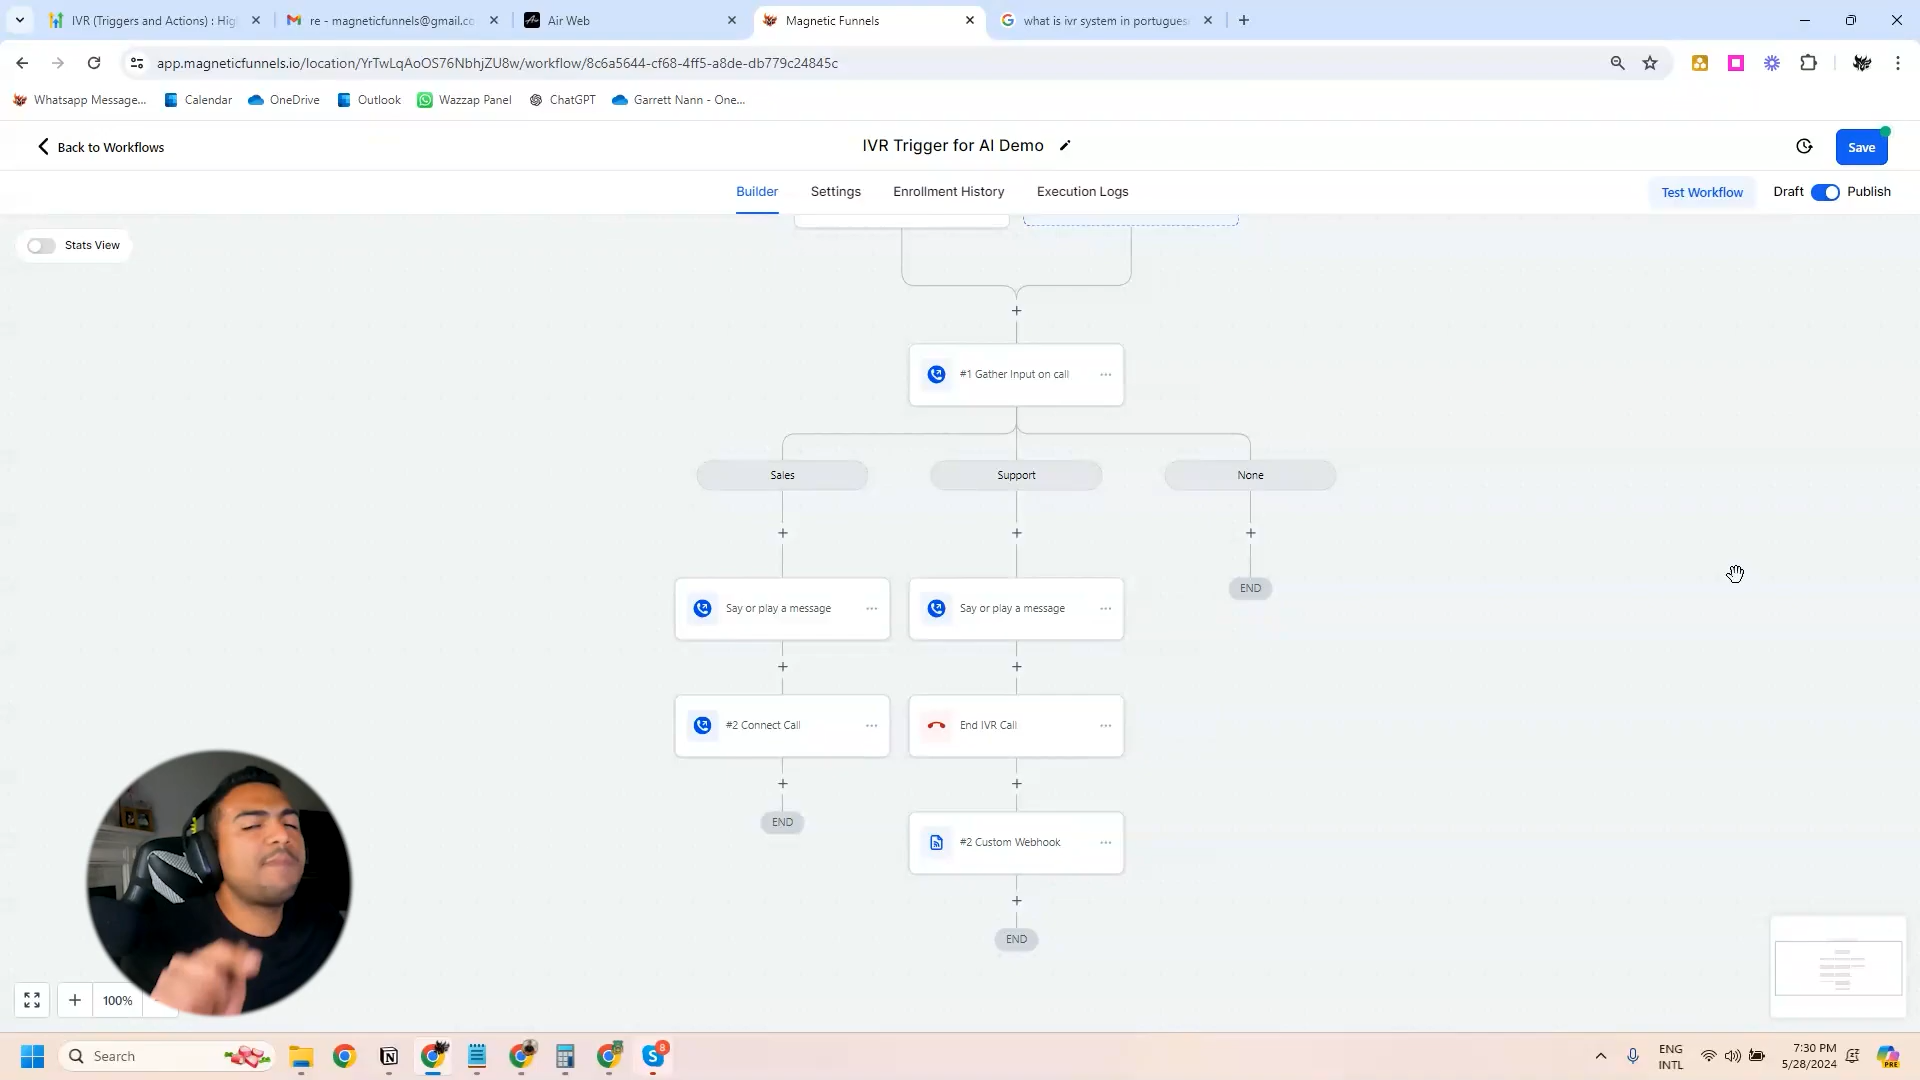 IVR (Triggers and Actions) : Hig
re - magneticfunnels@gmail.co
Air Web
Magnetic Funnels
what is ivr system in portugues
app.magneticfunnels.io/location/YrTwLqAoOS76NbhjZU8w/workflow/8c6a5644-cf68-4ff5-a8de-db779c24845c
Whatsapp Message...
Calendar
OneDrive
Outlook
Wazzap Panel
ChatGPT
Garrett Nann - One...
Back to Workflows
IVR Trigger for AI Demo
Save
Builder
Settings
Enrollment History
Execution Logs
Test Workflow
Draft
Publish
Stats View
#1 Gather Input on call
Sales
Support
None
END
Say or play a message
Say or play a message
#2 Connect Call
End IVR Call
END
#2 Custom Webhook
END
100%
Search
8
ENG
INTL
7:30 PM
5/28/2024
PRE